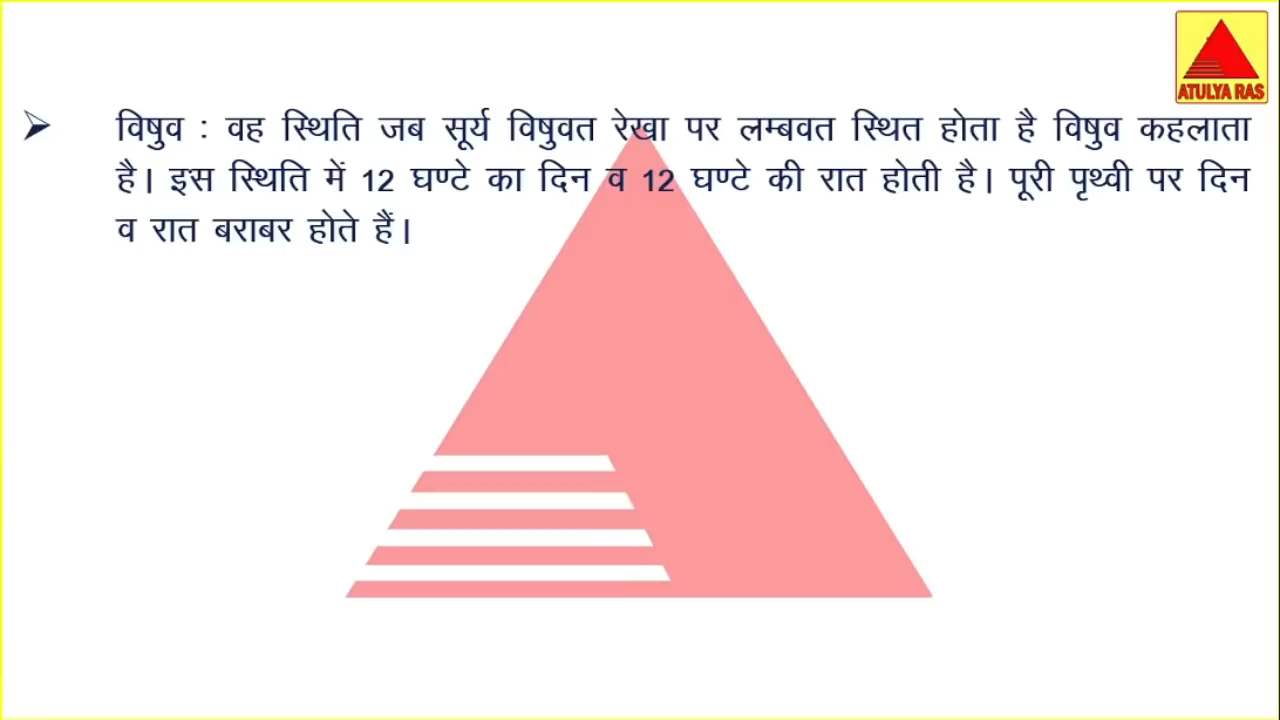 ATULYA RAS
➢ विषुव : वह स्थिति जब सूर्य विषुवत रेखा पर लम्बवत स्थित होता है विषुव कहलाता
है। इस स्थिति में 12 घण्टे का दिन व 12 घण्टे की रात होती है। पूरी पृथ्वी पर दिन
व रात बराबर होते हैं।